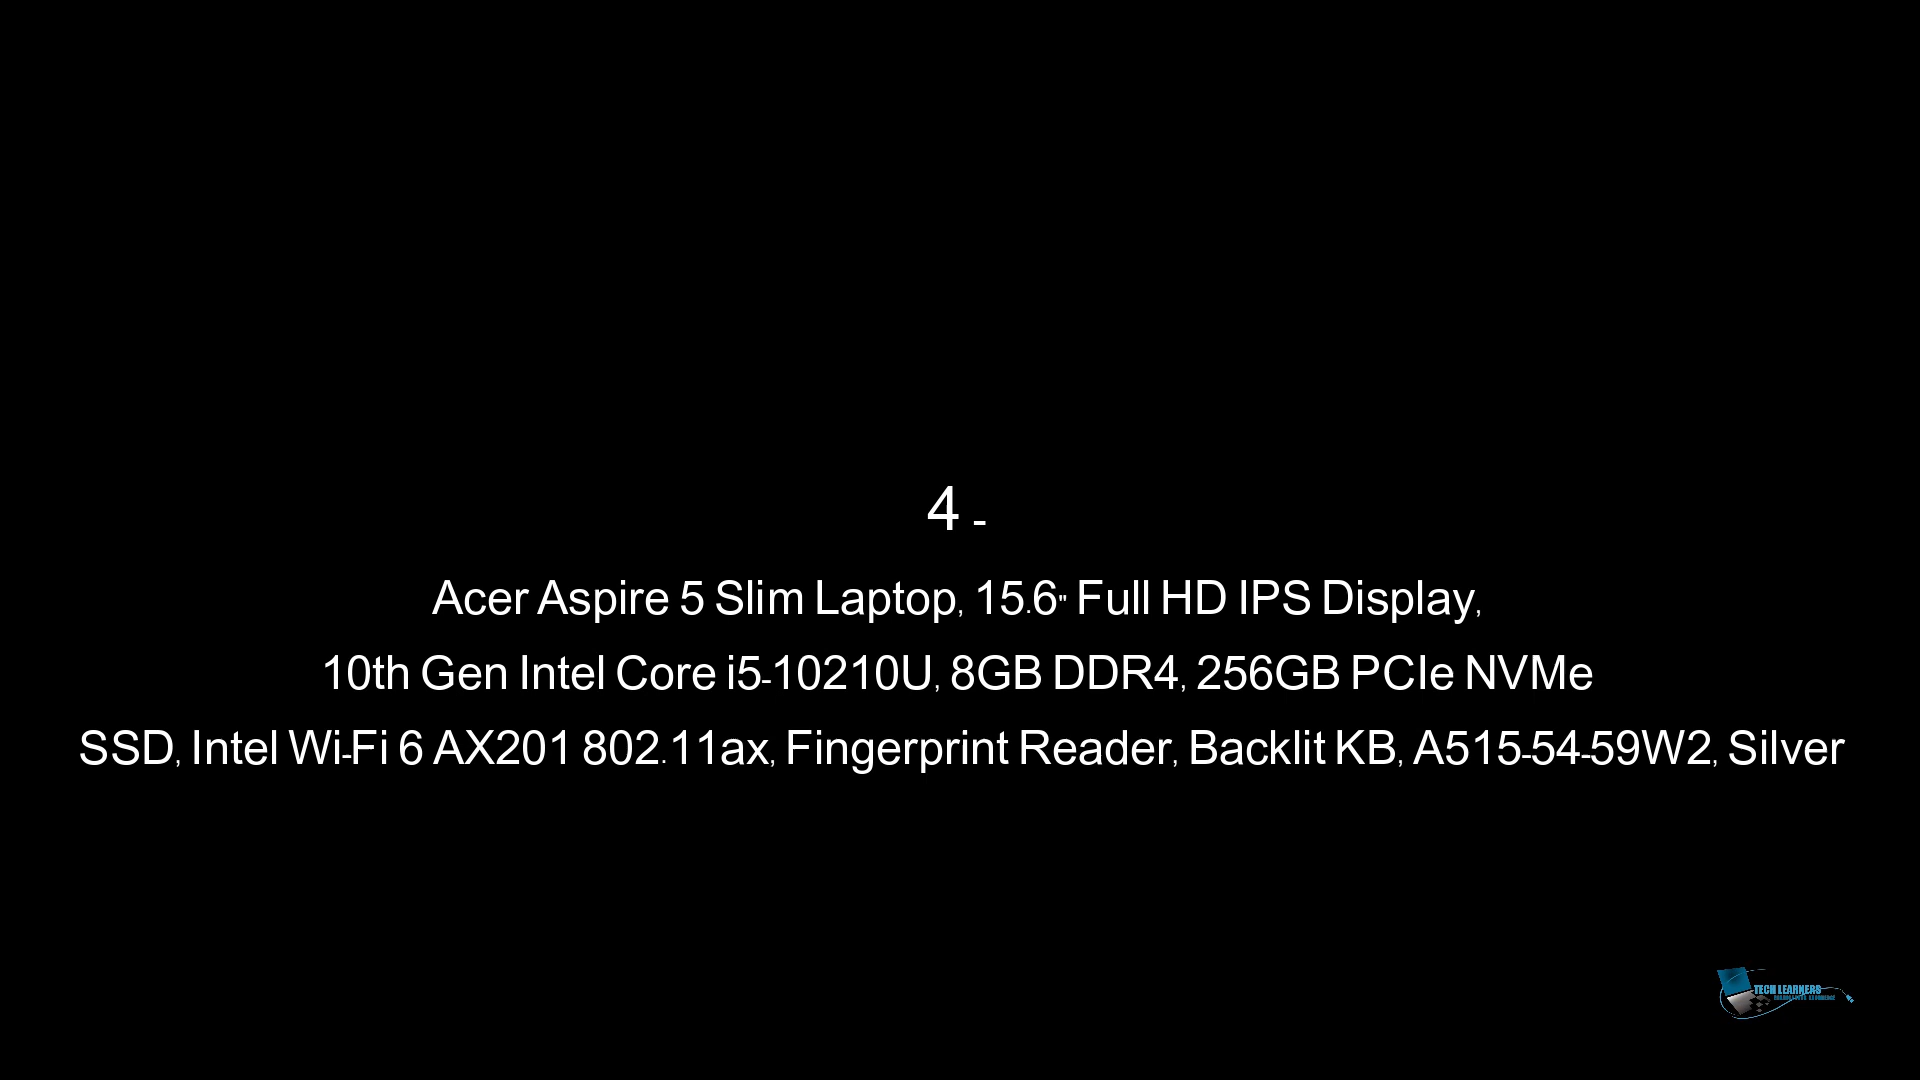 4 -
Acer Aspire 5 Slim Laptop, 15.6" Full HD IPS Display,
10th Gen Intel Core i5-10210U, 8GB DDR4, 256GB PCIe NVMe
SSD, Intel Wi-Fi 6 AX201 802.11ax, Fingerprint Reader, Backlit KB, A515-54-59W2, Silver
TECH LEARNERS